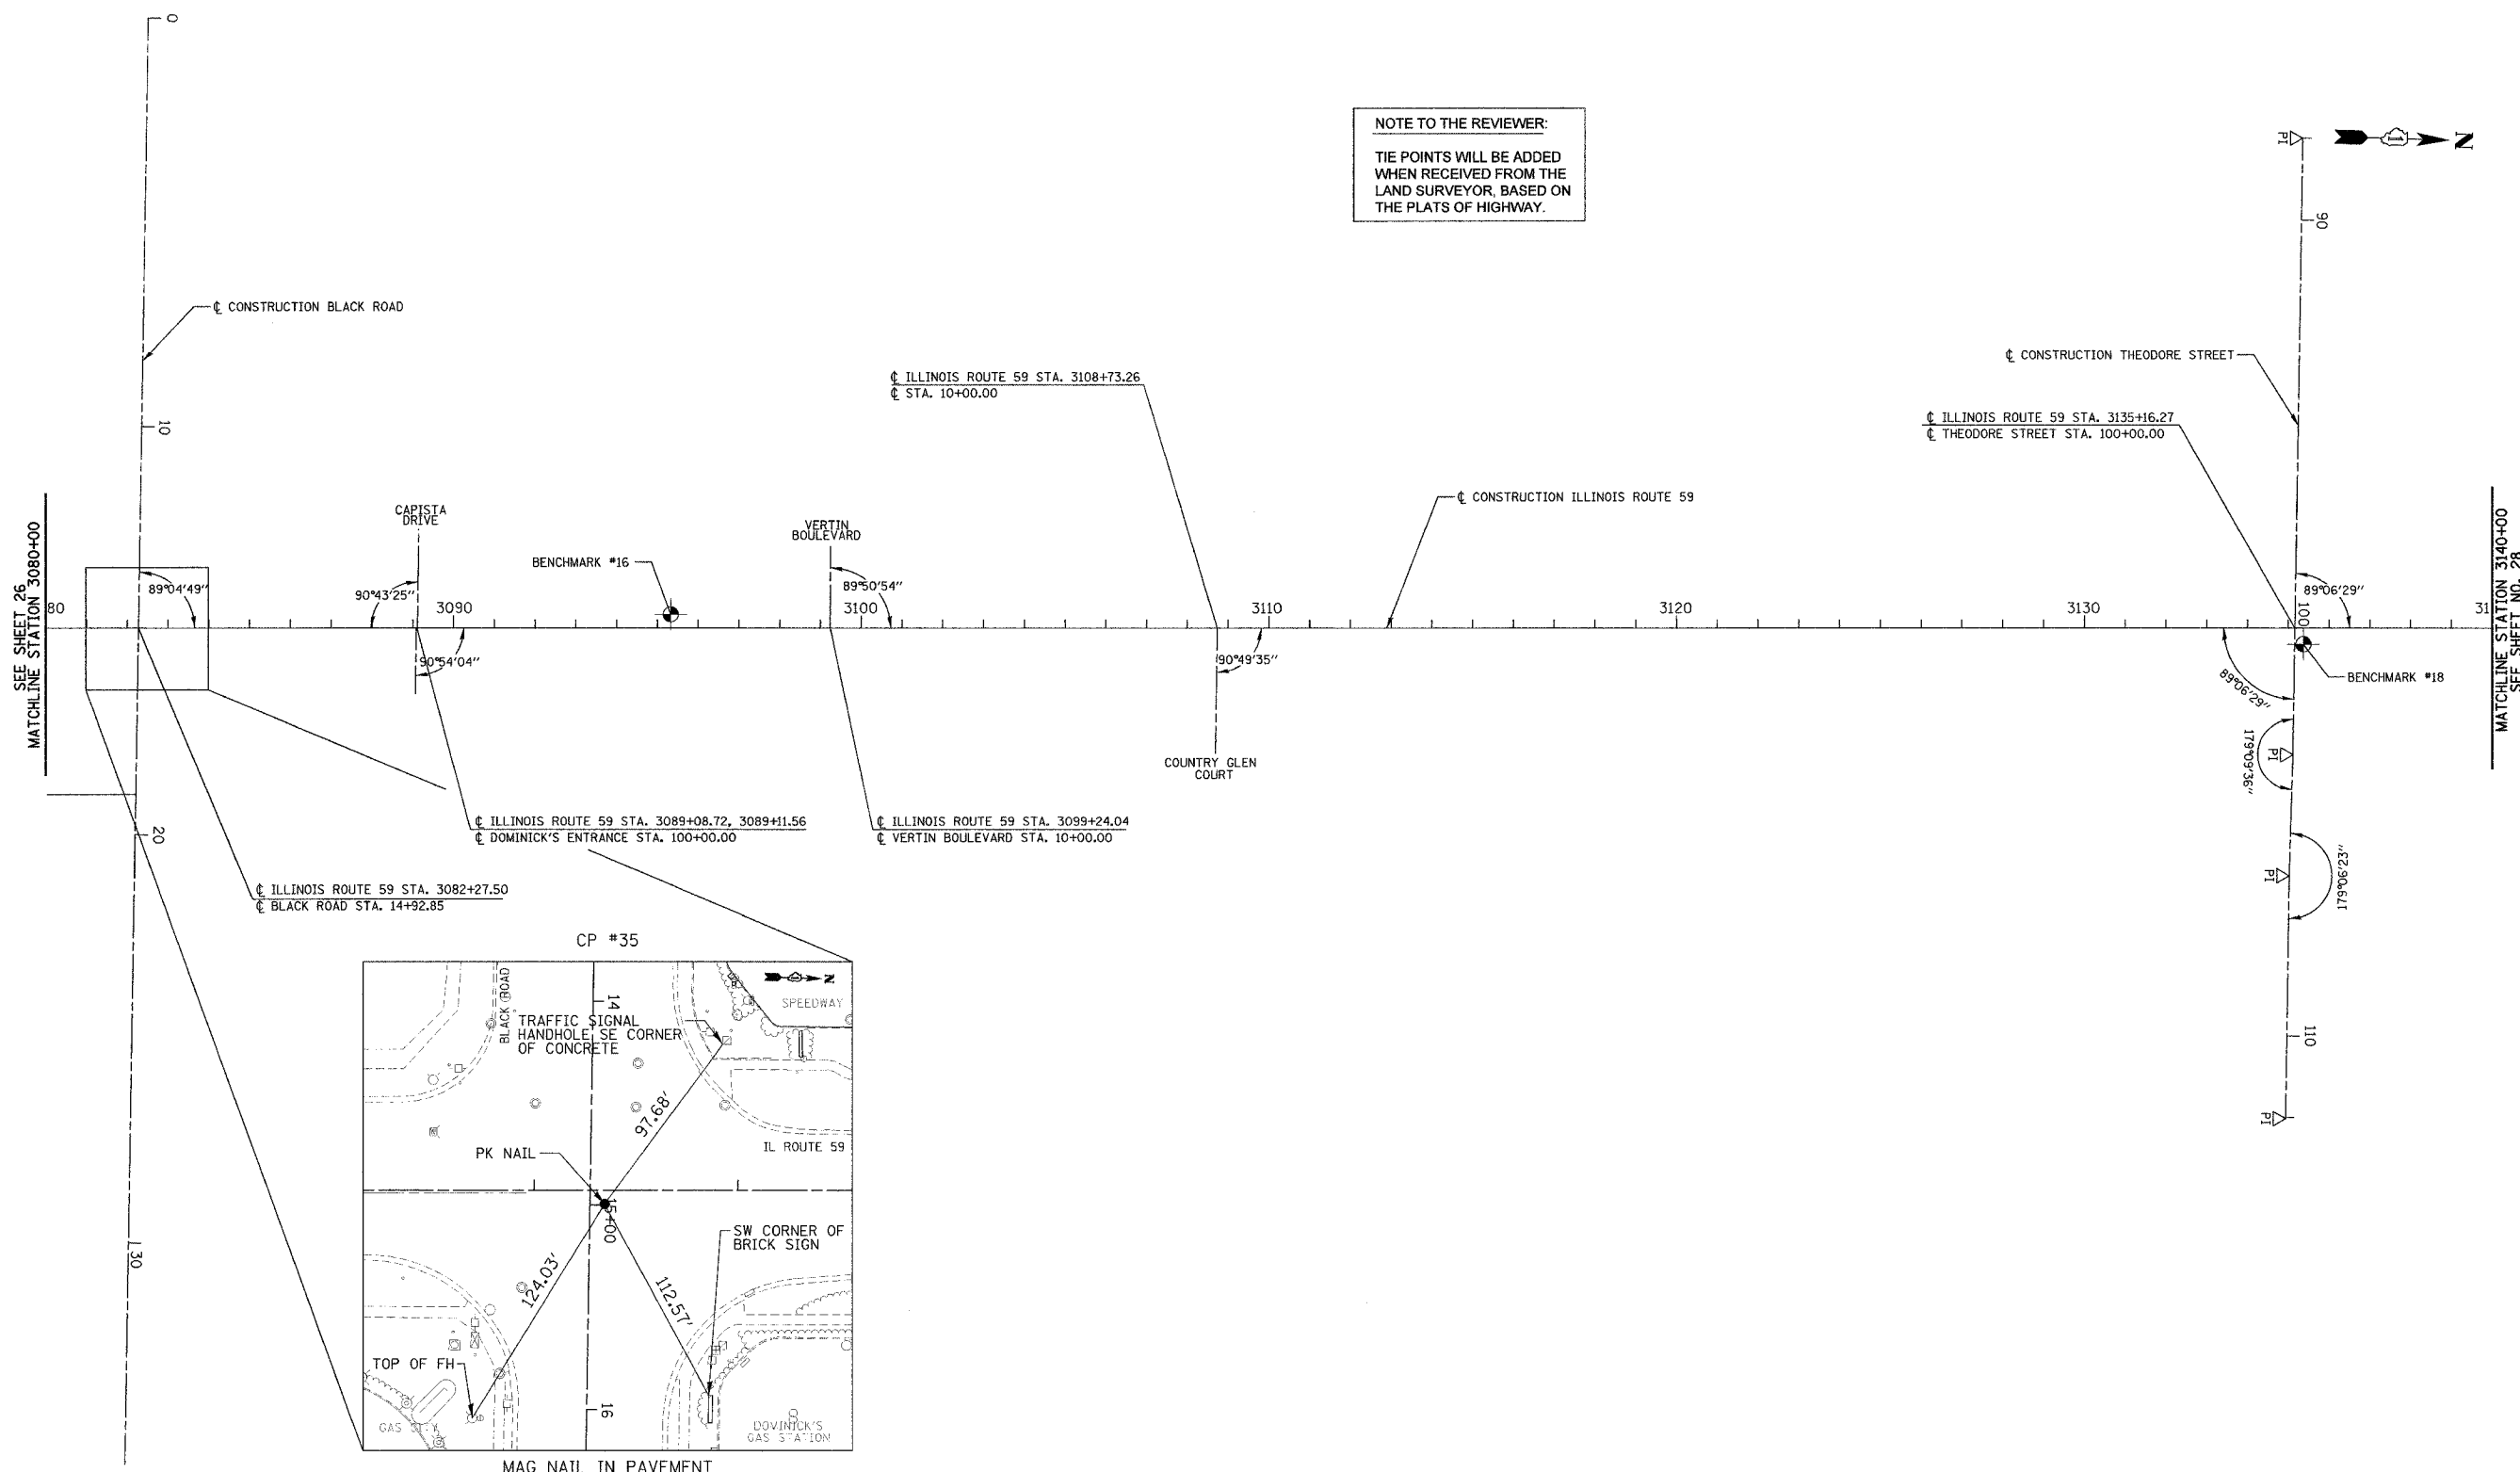 0
NOTE TO THE REVIEWER:
TIE POINTS WILL BE ADDED
WHEN RECEIVED FROM THE
LAND SURVEYOR, BASED ON
THE PLATS OF HIGHWAY.
PI
N
90
℄ CONSTRUCTION BLACK ROAD
℄ CONSTRUCTION THEODORE STREET
℄ ILLINOIS ROUTE 59 STA. 3108+73.26
℄ STA. 10+00.00
℄ ILLINOIS ROUTE 59 STA. 3135+16.27
℄ THEODORE STREET STA. 100+00.00
10
℄ CONSTRUCTION ILLINOIS ROUTE 59
SEE SHEET 26
MATCHLINE STATION 3080+00
CAPISTA
DRIVE
VERTIN
BOULEVARD
BENCHMARK #16
MATCHLINE STATION 3140+00
SEE SHEET NO. 28
89°04'49"
90°43'25"
89°50'54"
89°06'29"
80
3090
3100
3110
3120
3130
100
31
90°54'04"
90°49'35"
89°06'29"
BENCHMARK #18
179°09'36"
PI
COUNTRY GLEN
COURT
℄ ILLINOIS ROUTE 59 STA. 3089+08.72, 3089+11.56
℄ DOMINICK'S ENTRANCE STA. 100+00.00
℄ ILLINOIS ROUTE 59 STA. 3099+24.04
℄ VERTIN BOULEVARD STA. 10+00.00
20
179°06'23"
PI
℄ ILLINOIS ROUTE 59 STA. 3082+27.50
℄ BLACK ROAD STA. 14+92.85
CP #35
BLACK ROAD
14
N
SPEEDWAY
TRAFFIC SIGNAL
HANDHOLE SE CORNER
OF CONCRETE
110
PI
97.68'
IL ROUTE 59
PK NAIL
15+00
SW CORNER OF
BRICK SIGN
30
124.03'
112.57'
TOP OF FH
16
GAS CITY
DOMINICK'S
GAS STATION
MAG NAIL IN PAVEMENT